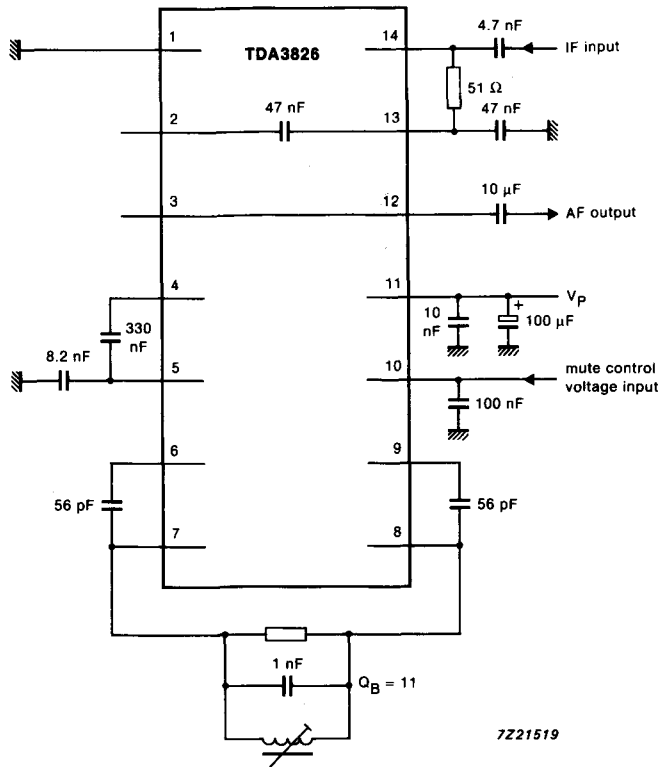 1
TDA3826
14
4.7 nF
IF input
51 Ω
2
47 nF
13
47 nF
3
12
10 µF
AF output
4
11
VP
330
nF
10
nF
+
100 µF
8.2 nF
5
10
mute control
voltage input
100 nF
6
9
56 pF
56 pF
7
8
1 nF
QB = 11
7Z21519